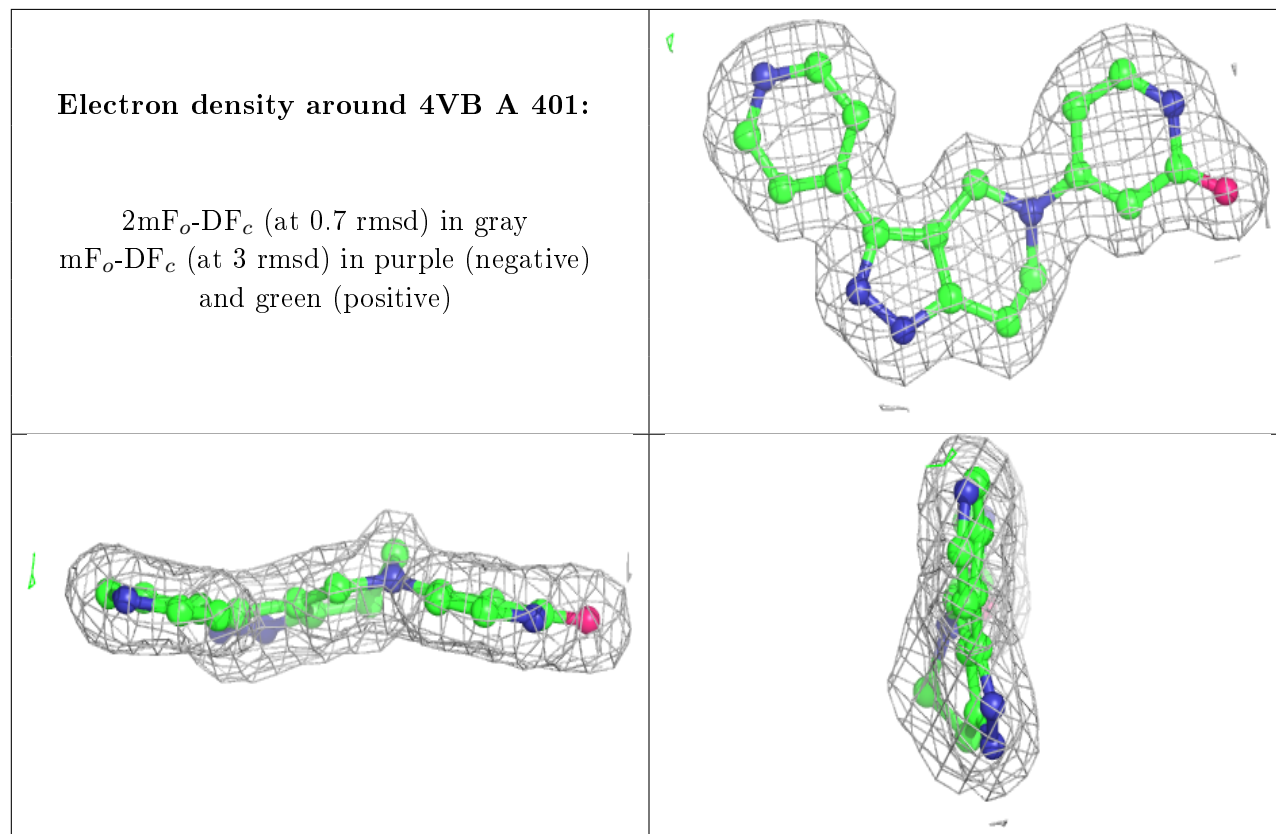 Electron density around 4VB A 401:
2mFo-DFc (at 0.7 rmsd) in gray
mFo-DFc (at 3 rmsd) in purple (negative)
and green (positive)